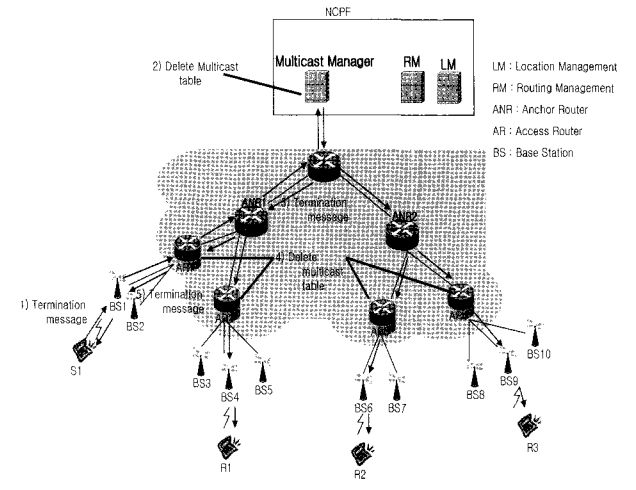 NCPF
2) Delete Multicast
table
Multicast Manager
RM
LM
LM : Location Management
RM : Routing Management
ANR : Anchor Router
AR : Access Router
BS : Base Station
ANR1
3) Termination
message
ANR2
4) Delete
multicast
table
1) Termination
message
BS1
BS2
5) Termination
message
S1
BS3
BS4
BS5
BS6
BS7
BS8
BS9
BS10
R1
R2
R3